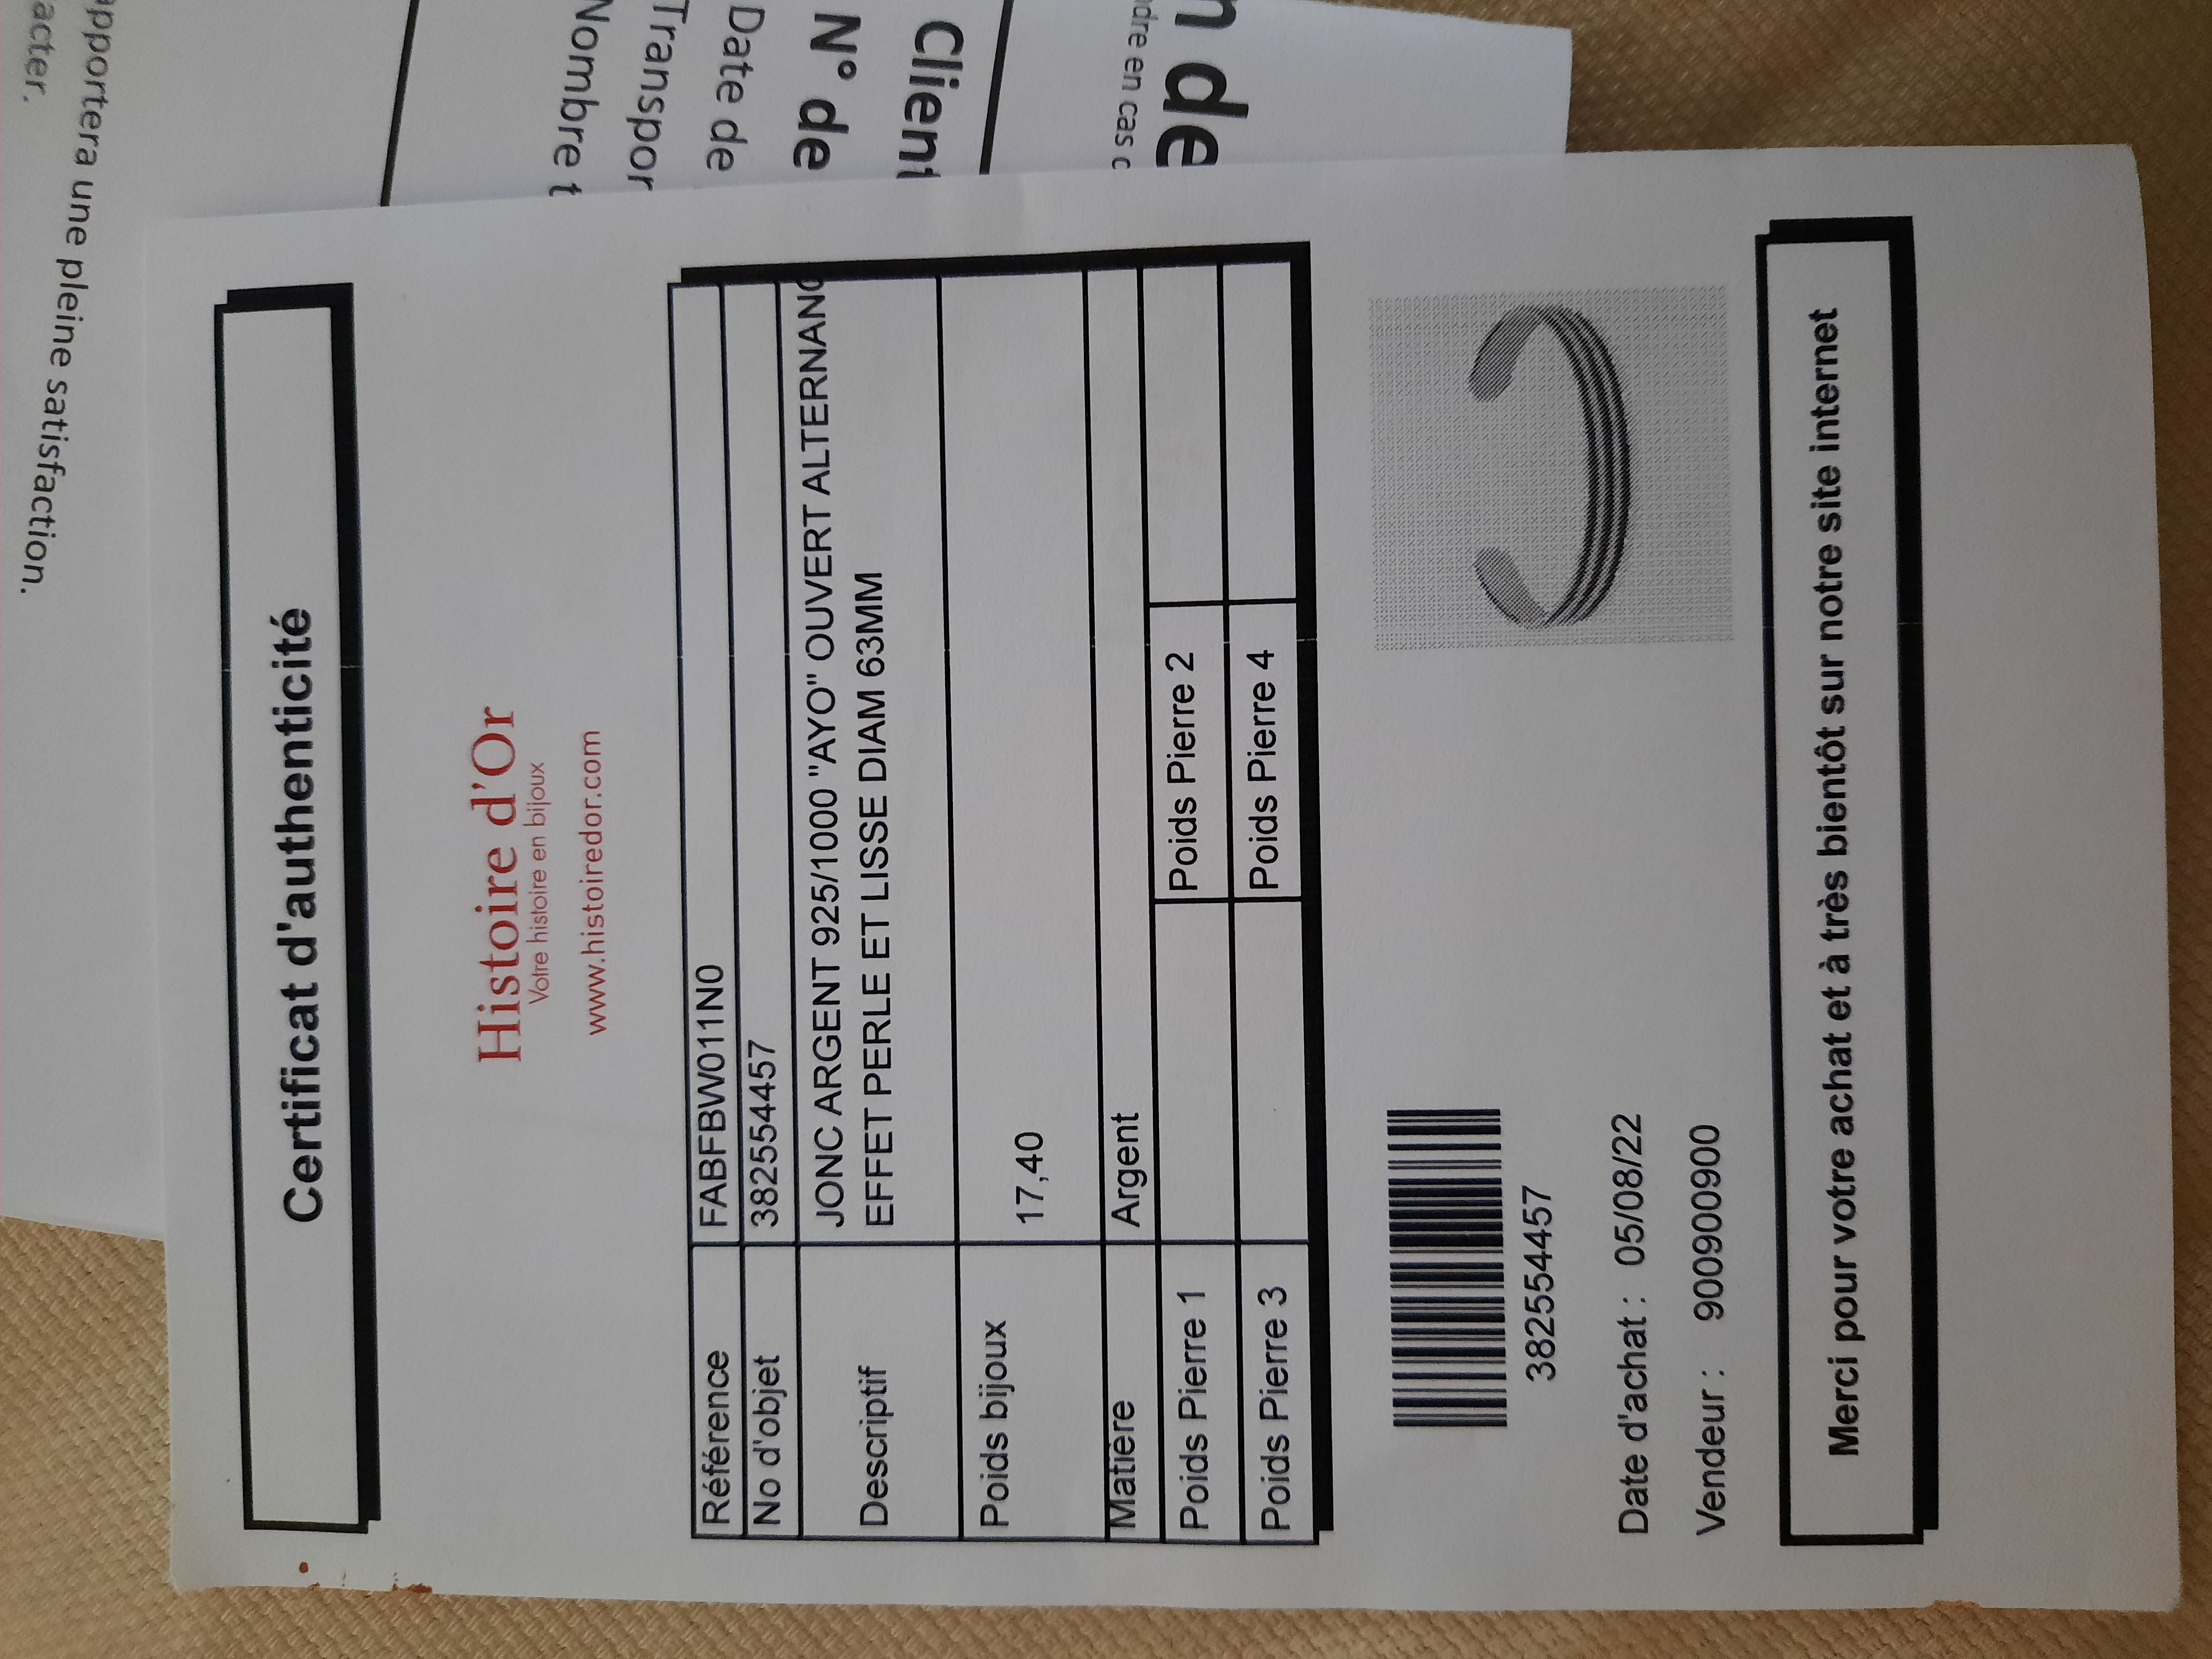 Certificat d'authenticité
Histoire d'Or
Votre histoire en bijoux
www.histoiredor.com
Référence FABFBW011N0
No d'objet 382554457
Descriptif JONC ARGENT 925/1000 "AYO" OUVERT ALTERNANC
EFFET PERLE ET LISSE DIAM 63MM
Poids bijoux 17,40
Matière Argent
Poids Pierre 1 Poids Pierre 2
Poids Pierre 3 Poids Pierre 4
382554457
Date d'achat : 05/08/22
Vendeur : 900900900
Merci pour votre achat et à très bientôt sur notre site internet
n de
dre en cas
Client
N° de
Date de
Transpor
Nombre t
pportera une pleine satisfaction.
acter.